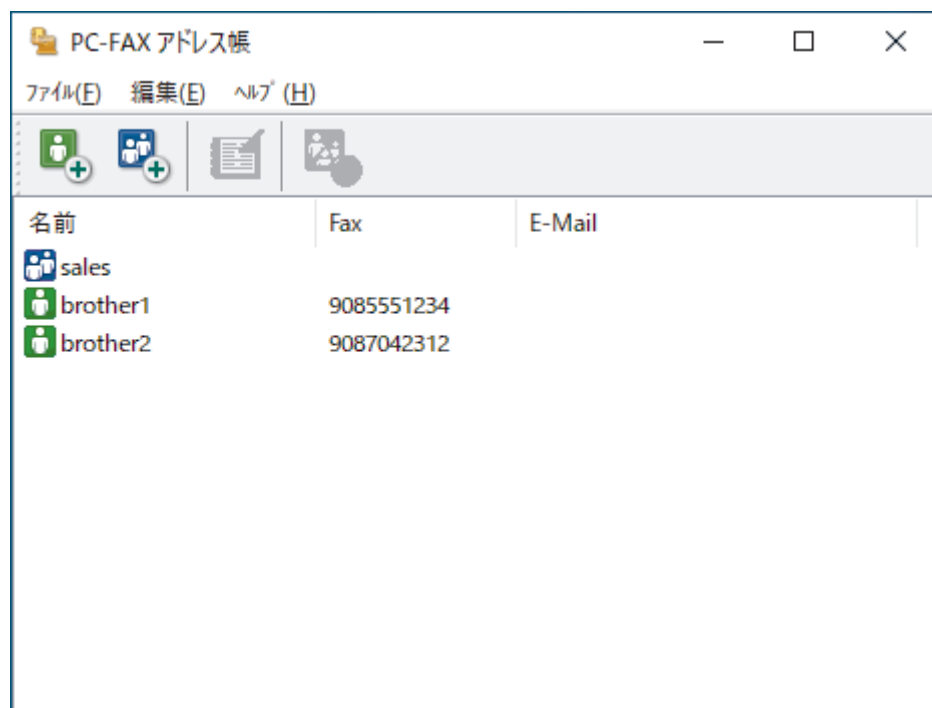 PC-FAX アドレス帳
ﾌｧｲﾙ(F) 編集(E) ﾍﾙﾌﾟ(H)
名前 Fax E-Mail
sales
brother1 9085551234
brother2 9087042312